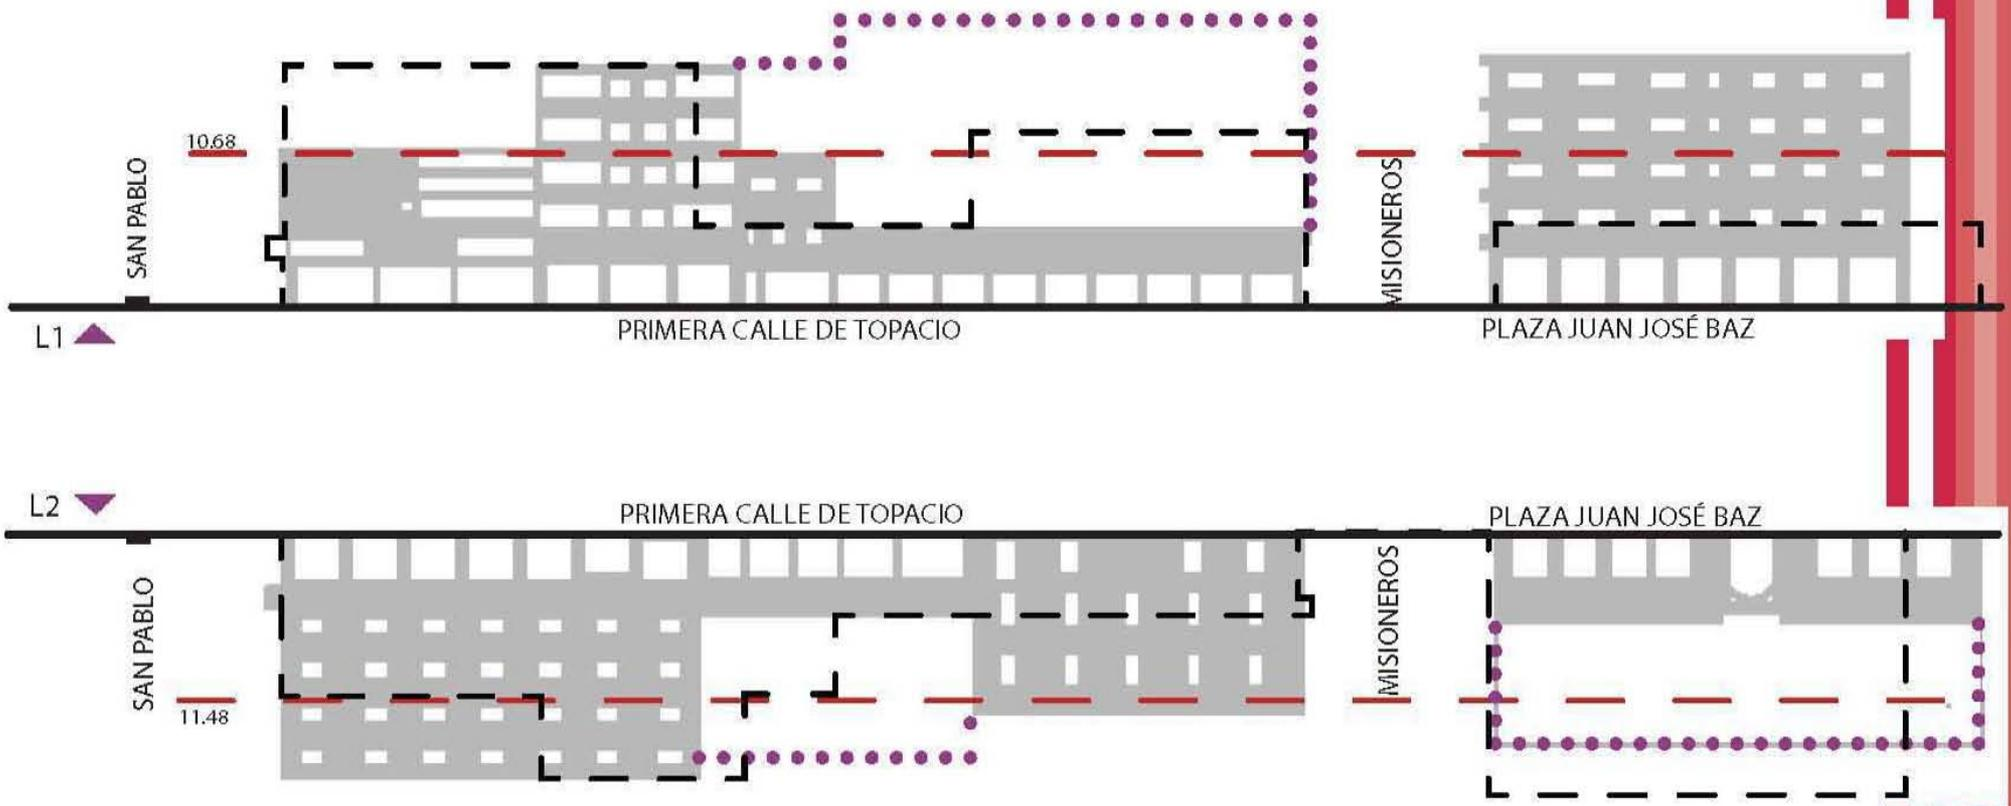 10.68
SAN PABLO
MISIONEROS
L1
PRIMERA CALLE DE TOPACIO
PLAZA JUAN JOSÉ BAZ
L2
PRIMERA CALLE DE TOPACIO
PLAZA JUAN JOSÉ BAZ
SAN PABLO
MISIONEROS
11.48